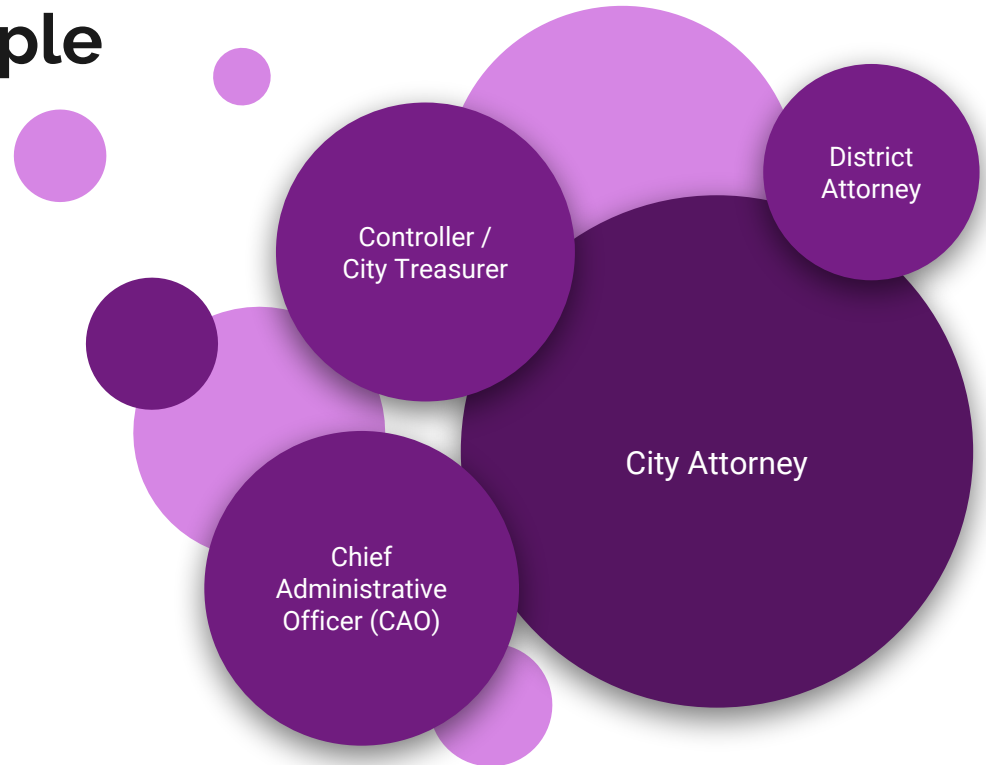 ple
District
Attorney
Controller /
City Treasurer
City Attorney
Chief
Administrative
Officer (CAO)